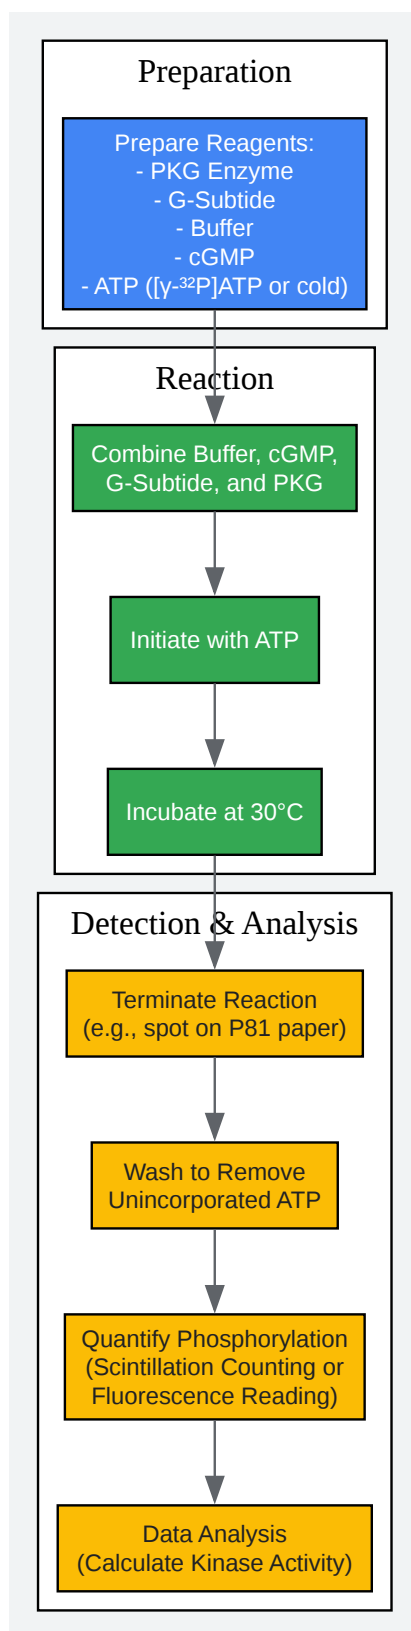 Preparation
Prepare Reagents:
- PKG Enzyme
- G-Subtide
- Buffer
- cGMP
- ATP ([γ-³²P]ATP or cold)
Reaction
Combine Buffer, cGMP,
G-Subtide, and PKG
Initiate with ATP
Incubate at 30°C
Detection & Analysis
Terminate Reaction
(e.g., spot on P81 paper)
Wash to Remove
Unincorporated ATP
Quantify Phosphorylation
(Scintillation Counting or
Fluorescence Reading)
Data Analysis
(Calculate Kinase Activity)